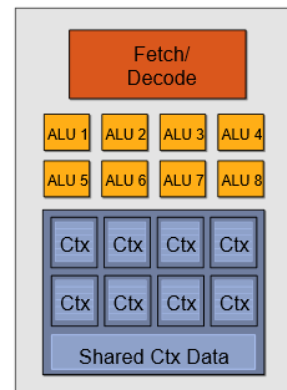 Fetch/
Decode
ALU 1 ALU 2 ALU 3 ALU 4
ALU 5 ALU 6 ALU 7 ALU 8
Ctx Ctx Ctx Ctx
Ctx Ctx Ctx Ctx
Shared Ctx Data